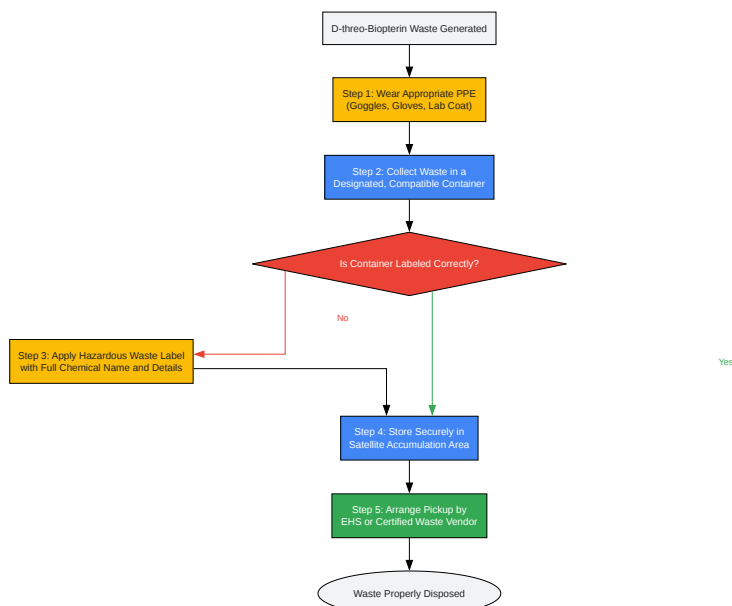 D-threo-Biopterin Waste Generated
Step 1: Wear Appropriate PPE
(Goggles, Gloves, Lab Coat)
Step 2: Collect Waste in a
Designated, Compatible Container
Is Container Labeled Correctly?
No
Yes
Step 3: Apply Hazardous Waste Label
with Full Chemical Name and Details
Step 4: Store Securely in
Satellite Accumulation Area
Step 5: Arrange Pickup by
EHS or Certified Waste Vendor
Waste Properly Disposed